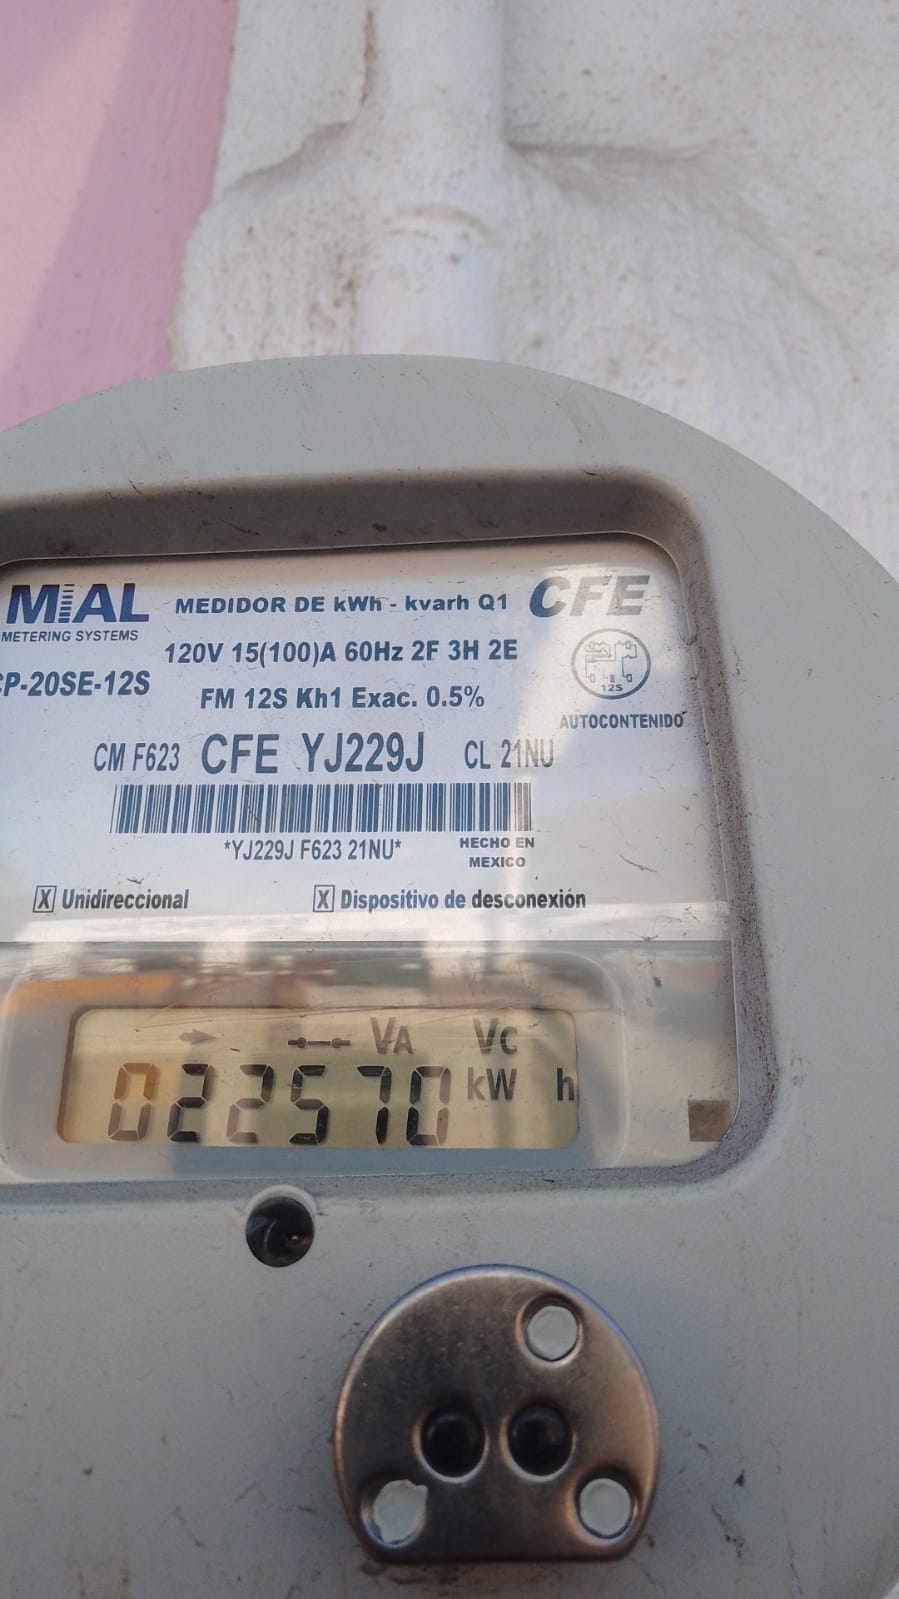 MIAL
METERING SYSTEMS
MEDIDOR DE kWh - kvarh Q1
CFE
120V 15(100)A 60Hz 2F 3H 2E
CP-20SE-12S
FM 12S Kh1 Exac. 0.5%
12S
AUTOCONTENIDO
CM F623 CFE YJ229J CL 21NU
*YJ229J F623 21NU*
HECHO EN
MEXICO
X Unidireccional
X Dispositivo de desconexión
VA VC
022570 kW h